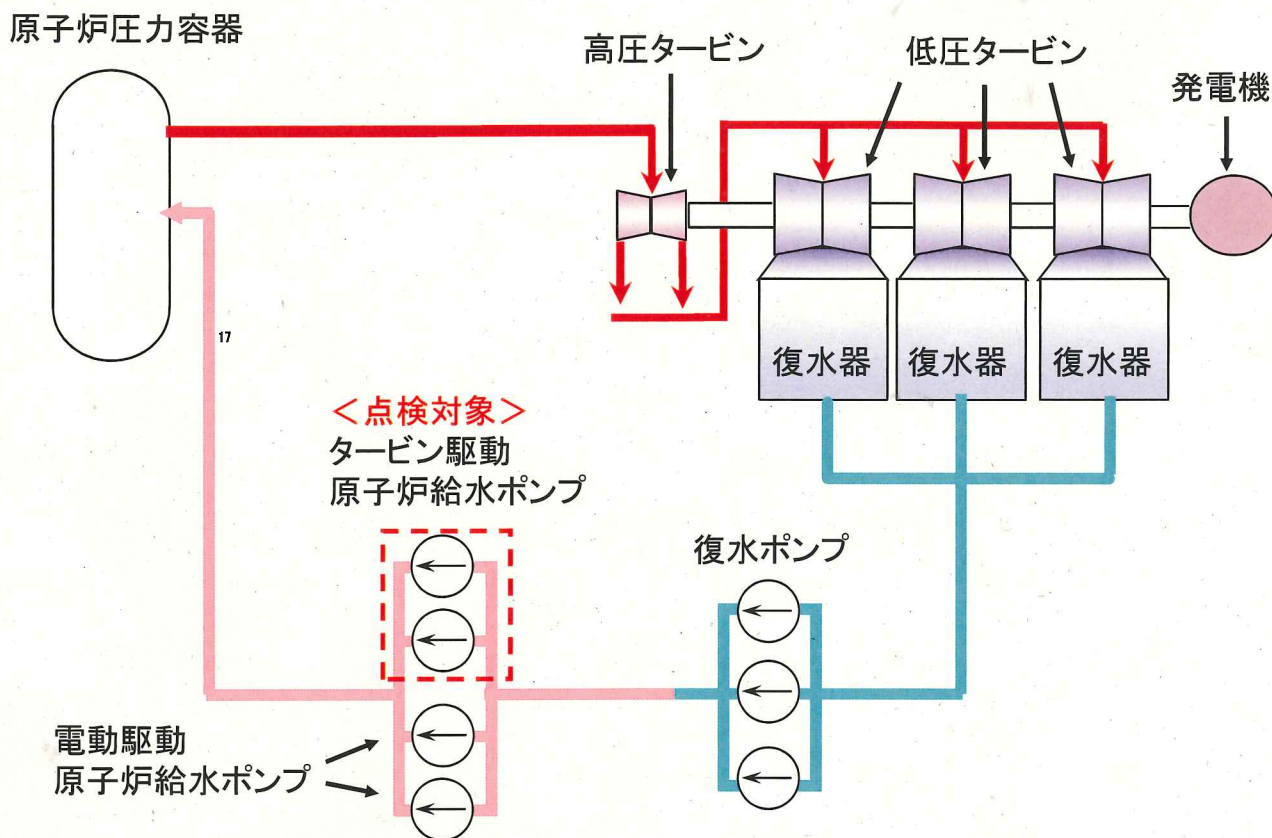 原子炉圧力容器
高圧タービン
低圧タービン
発電機
復水器
復水器
復水器
17
<点検対象>
タービン駆動
原子炉給水ポンプ
復水ポンプ
電動駆動
原子炉給水ポンプ